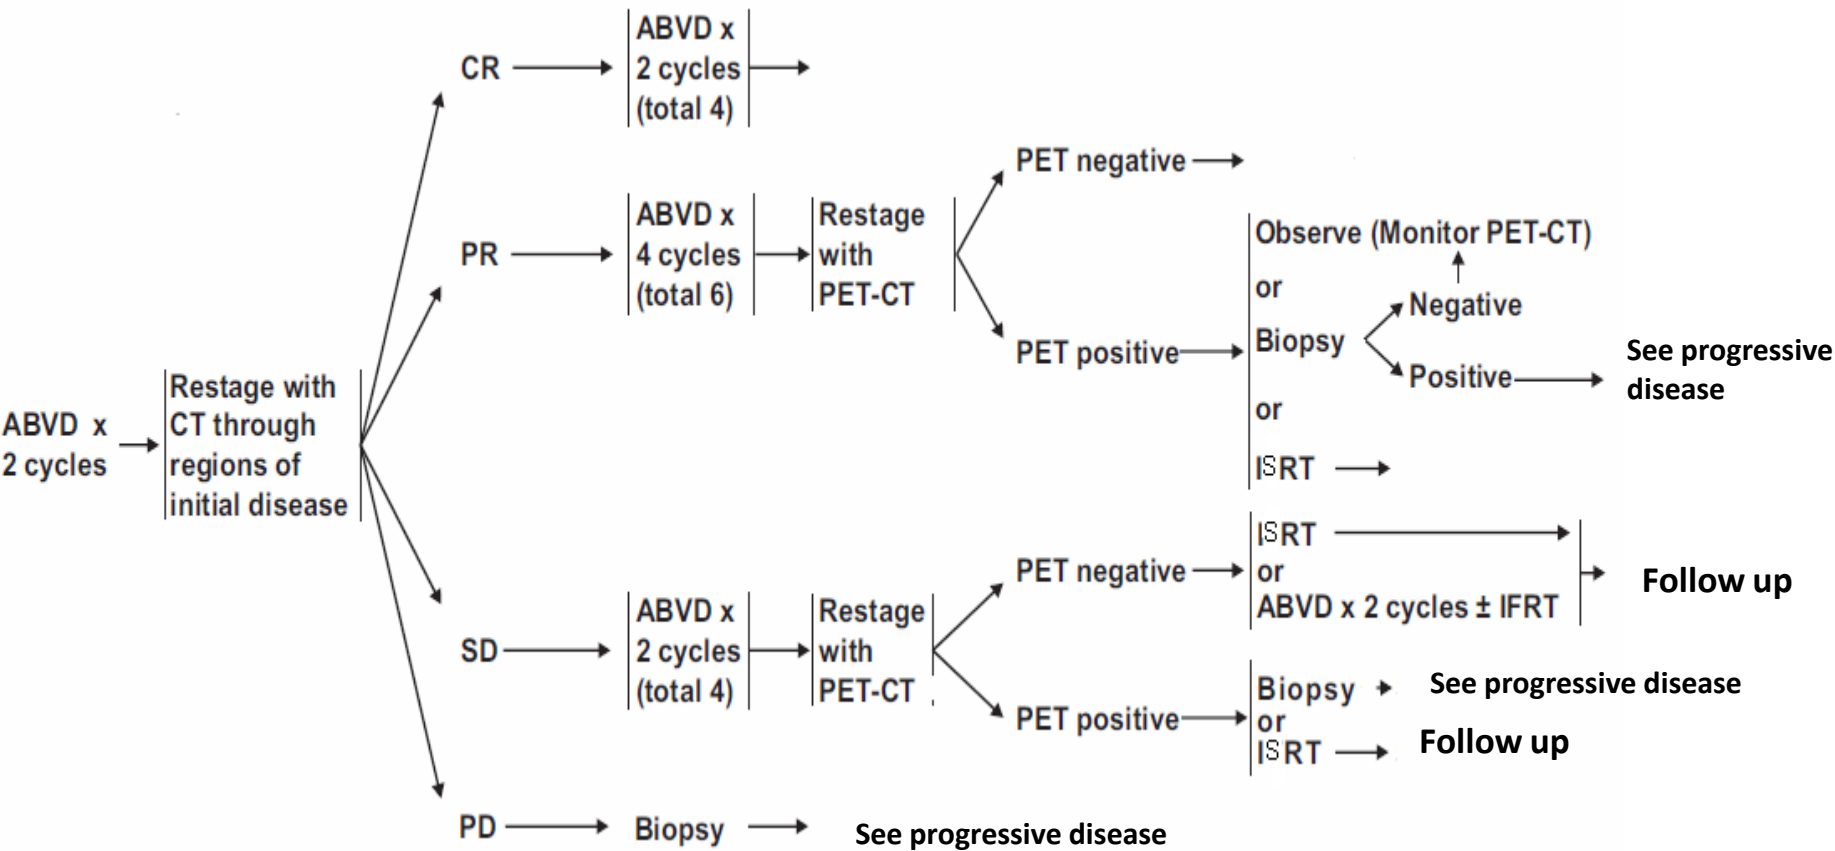 ABVD x
2 cycles
Restage with
CT through
regions of
initial disease
CR
ABVD x
2 cycles
(total 4)
PR
ABVD x
4 cycles
(total 6)
Restage
with
PET-CT
PET negative
PET positive
Observe (Monitor PET-CT)
or
Biopsy
Negative
Positive
See progressive
disease
or
ISRT
SD
ABVD x
2 cycles
(total 4)
Restage
with
PET-CT
PET negative
ISRT
or
ABVD x 2 cycles ± IFRT
Follow up
PET positive
Biopsy
See progressive disease
or
ISRT
Follow up
PD
Biopsy
See progressive disease